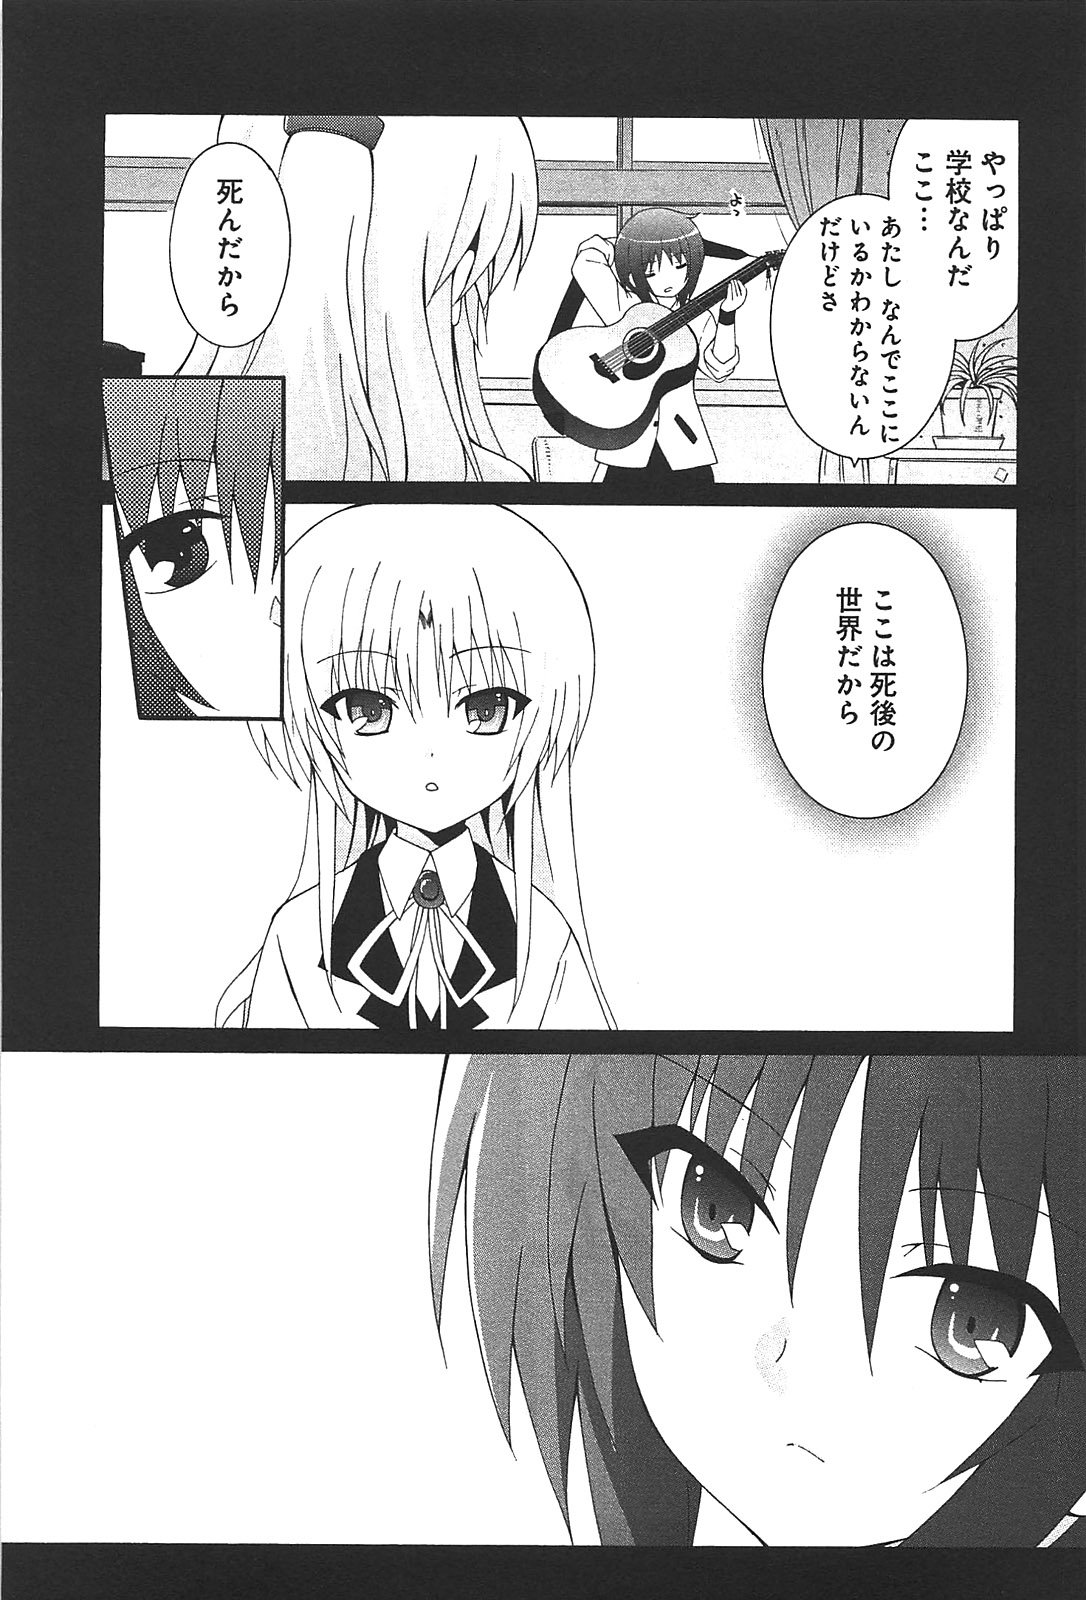 やっぱり
学校なんだ
ここ…
あたし なんでここに
いるかわからないん
だけどさ
よっ
死んだから
ここは死後の
世界だから